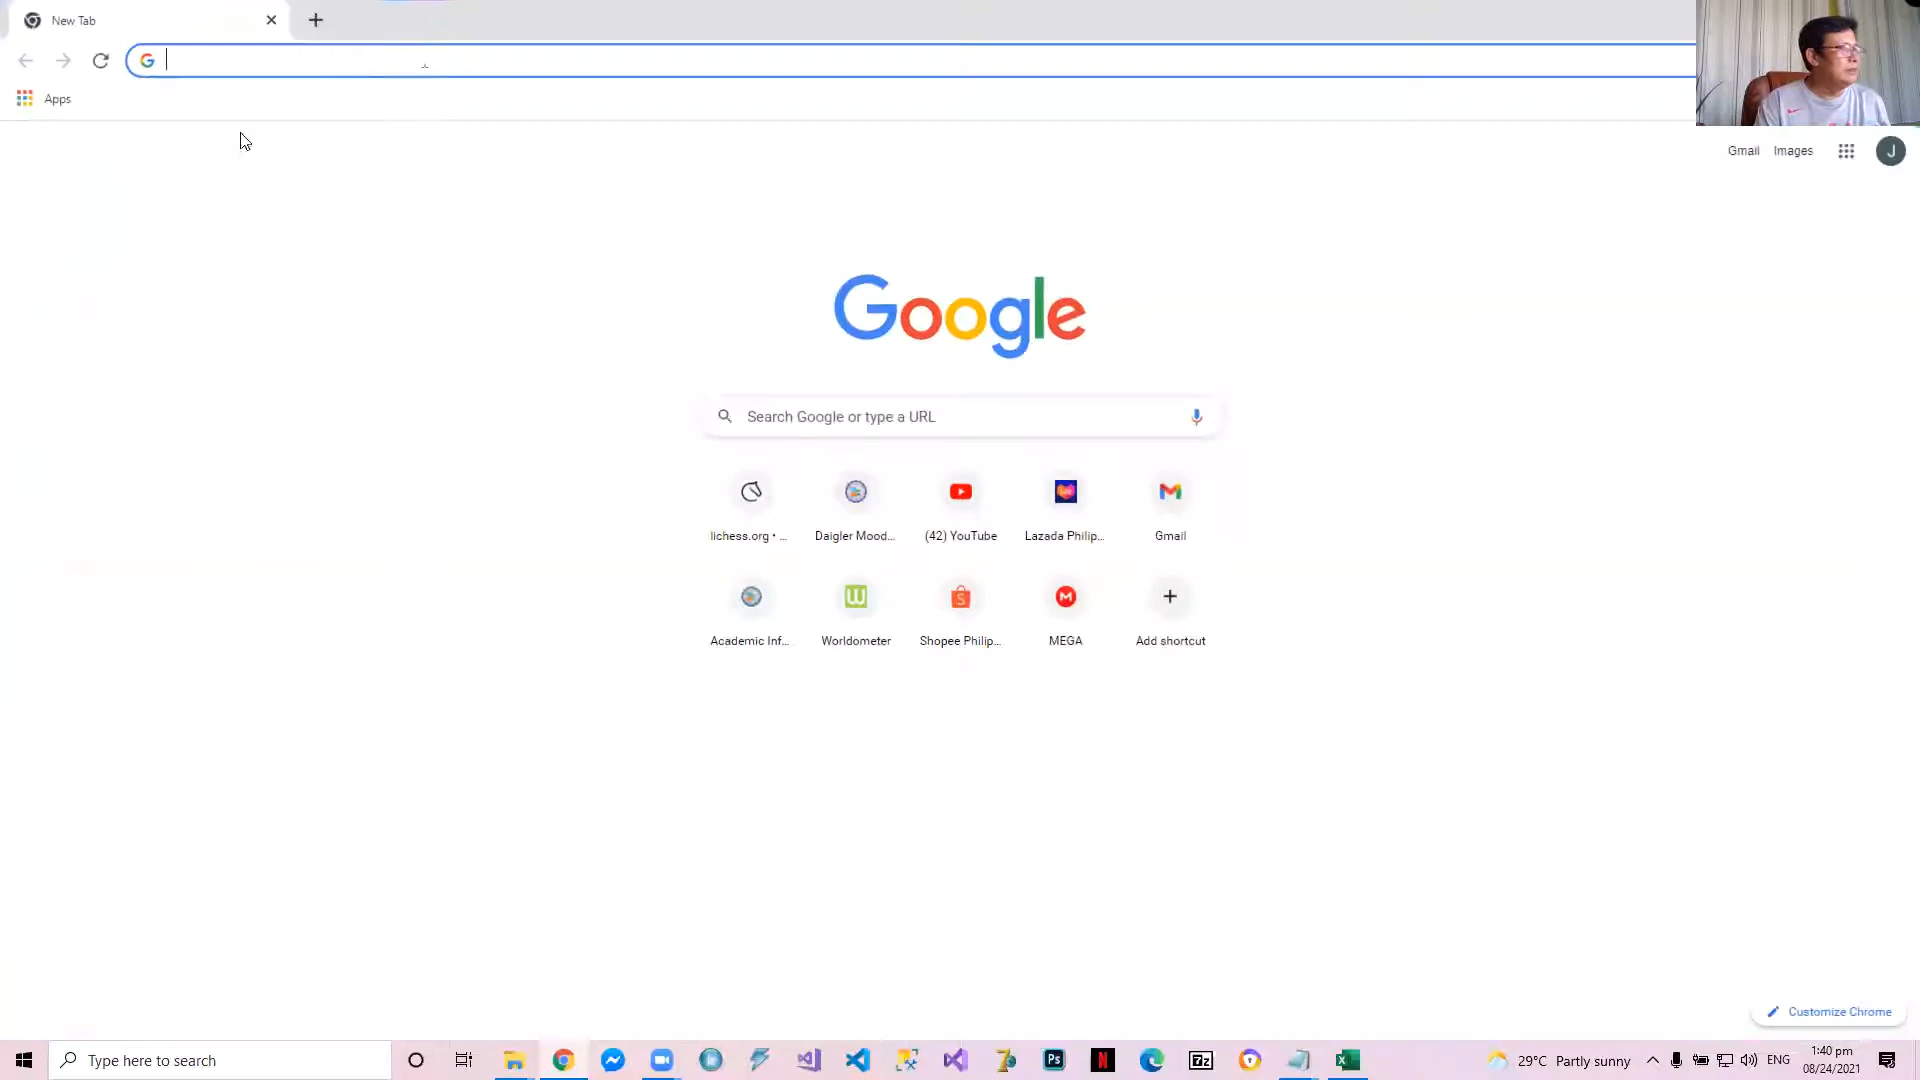 New Tab
Apps
Gmail Images
J
Google
Search Google or type a URL
lichess.org • ...
Daigler Mood...
(42) YouTube
Lazada Philip...
Gmail
Academic Inf...
Worldometer
Shopee Philip...
MEGA
Add shortcut
Customize Chrome
Type here to search
29°C Partly sunny
ENG
1:40 pm
08/24/2021